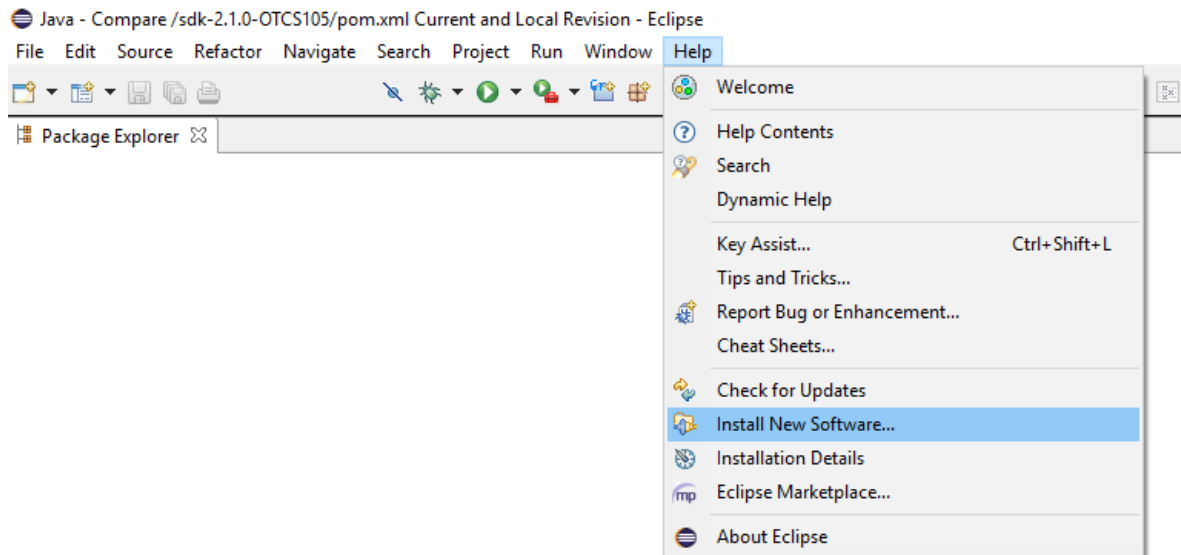 Java - Compare /sdk-2.1.0-OTCS105/pom.xml Current and Local Revision - Eclipse
File Edit Source Refactor Navigate Search Project Run Window Help
Package Explorer
Welcome
Help Contents
Search
Dynamic Help
Key Assist... Ctrl+Shift+L
Tips and Tricks...
Report Bug or Enhancement...
Cheat Sheets...
Check for Updates
Install New Software...
Installation Details
mp Eclipse Marketplace...
About Eclipse